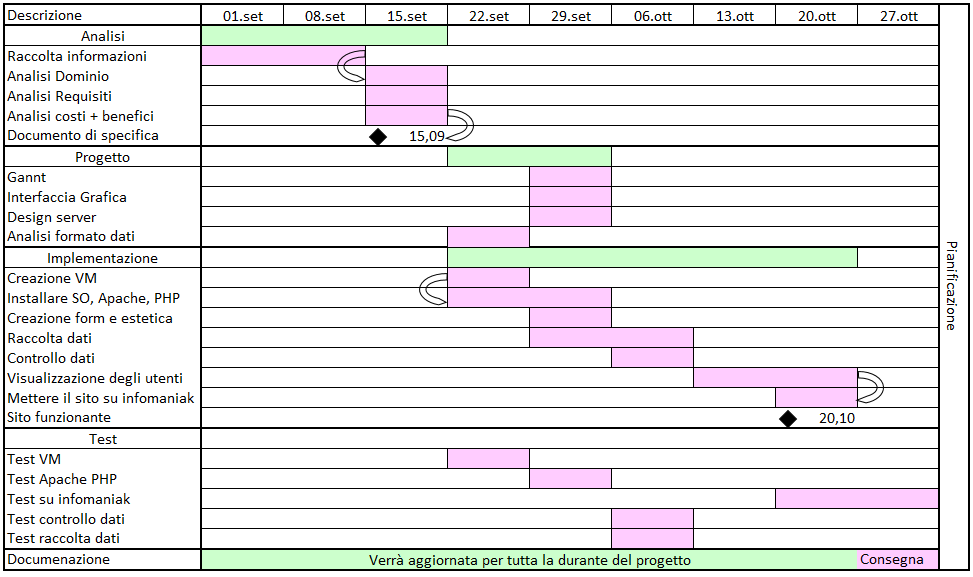 Descrizione 01.set 08.set 15.set 22.set 29.set 06.ott 13.ott 20.ott 27.ott
Analisi
Raccolta informazioni
Analisi Dominio
Analisi Requisiti
Analisi costi + benefici
Documento di specifica 15,09
Progetto
Gannt
Interfaccia Grafica
Design server
Analisi formato dati
Implementazione
Creazione VM
Installare SO, Apache, PHP
Creazione form e estetica
Raccolta dati
Controllo dati
Visualizzazione degli utenti
Mettere il sito su infomaniak
Sito funzionante 20,10
Test
Test VM
Test Apache PHP
Test su infomaniak
Test controllo dati
Test raccolta dati
Documenazione Verrà aggiornata per tutta la durante del progetto Consegna
Pianificazione